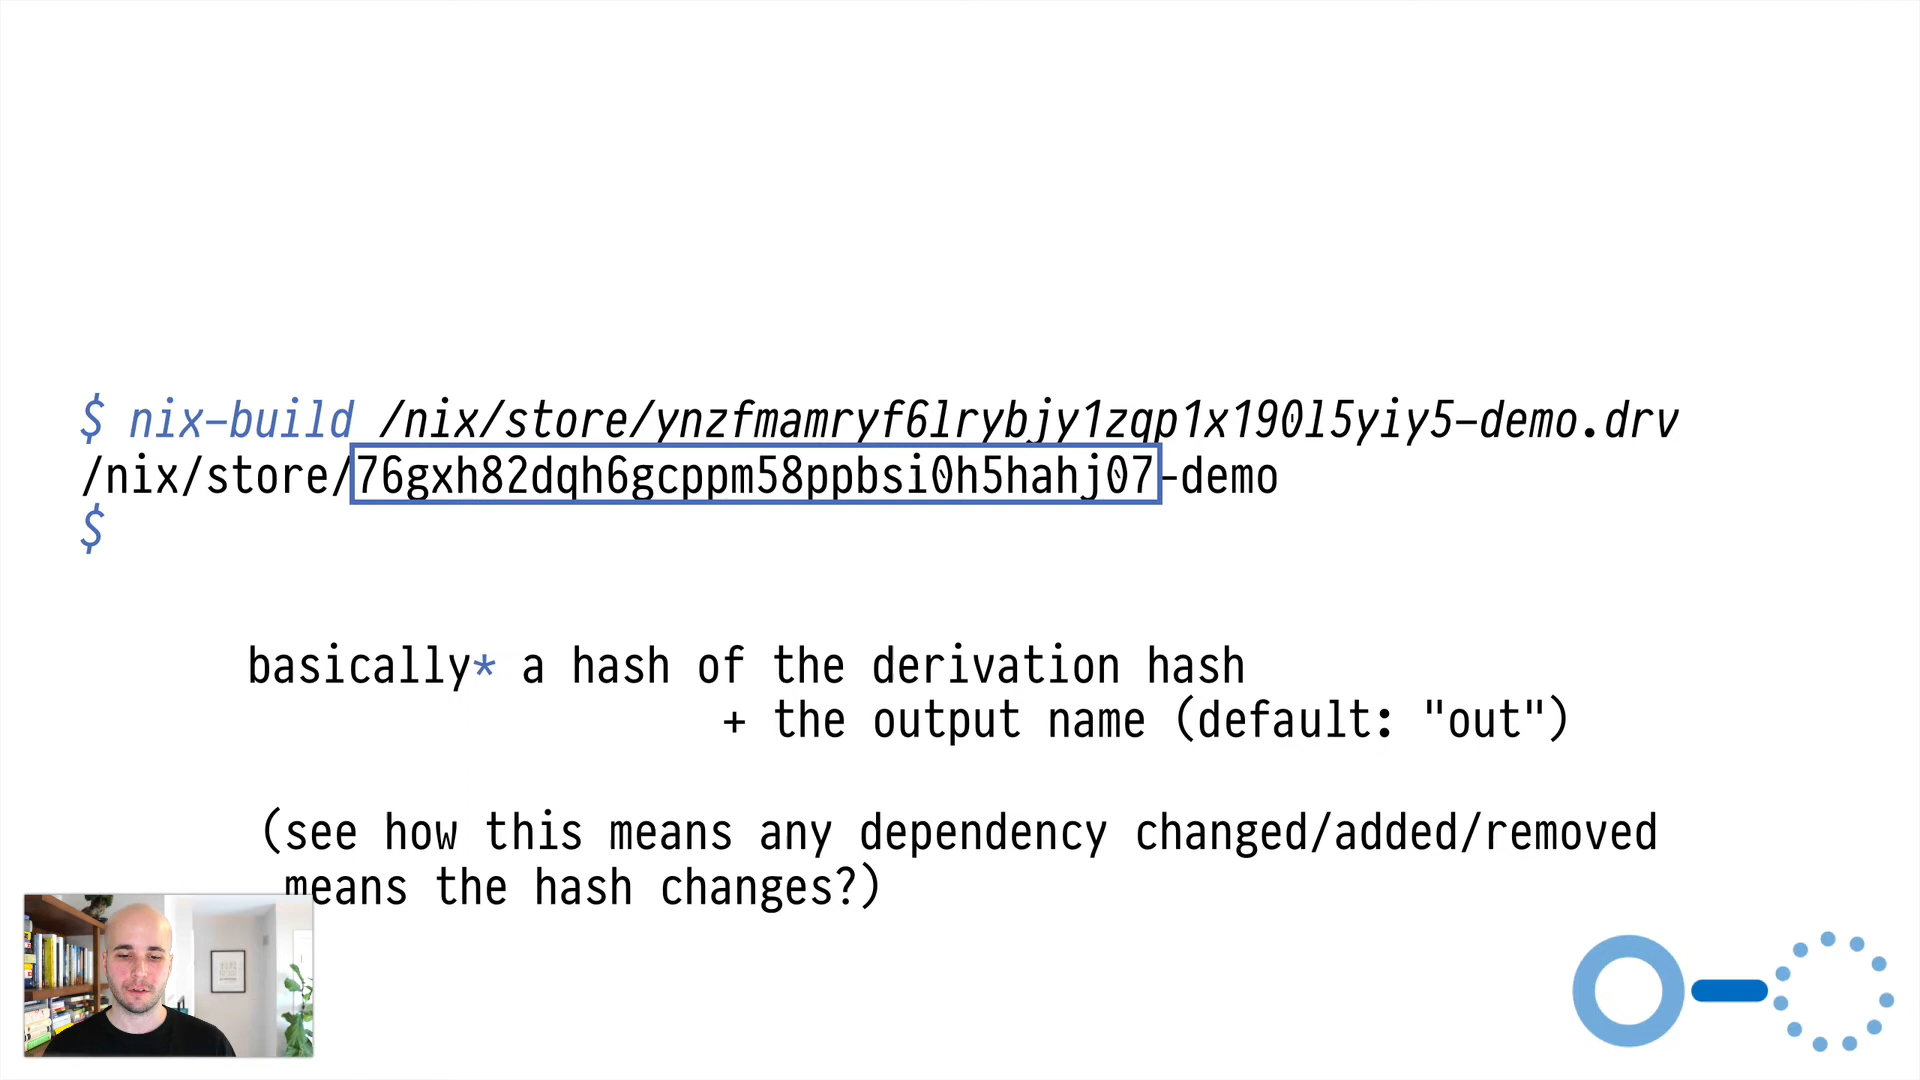 $ nix-build /nix/store/ynzfmamryf6lrybjy1zqp1x190l5yiy5-demo.drv
/nix/store/76gxh82dqh6gcppm58ppbsi0h5hahj07-demo
$
basically* a hash of the derivation hash
+ the output name (default: "out")
(see how this means any dependency changed/added/removed
means the hash changes?)